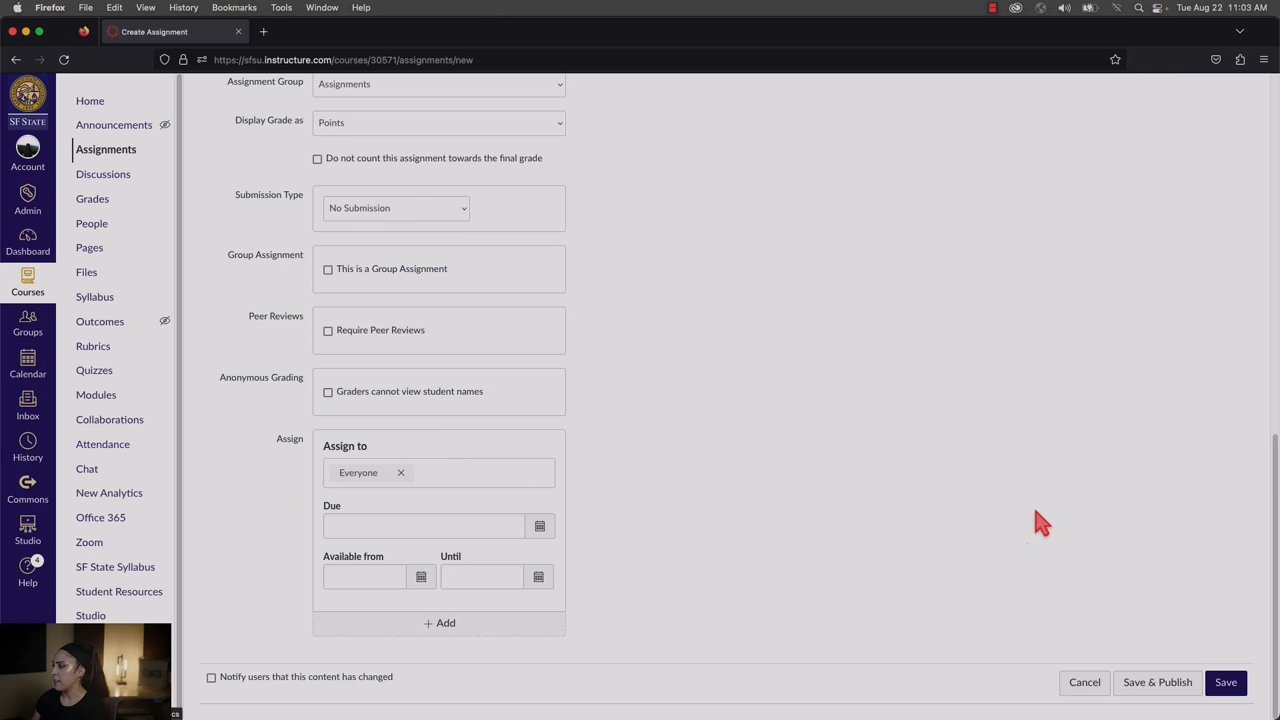 Firefox File Edit View History Bookmarks Tools Window Help Tue Aug 22 11:03 AM
Create Assignment
https://sfsu.instructure.com/courses/30571/assignments/new
SF STATE
Account
Admin
Dashboard
Courses
Groups
Calendar
Inbox
History
Commons
Studio
4
Help
Home
Announcements
Assignments
Discussions
Grades
People
Pages
Files
Syllabus
Outcomes
Rubrics
Quizzes
Modules
Collaborations
Attendance
Chat
New Analytics
Office 365
Zoom
SF State Syllabus
Student Resources
Studio
cs
Assignment Group Assignments
Display Grade as Points
Do not count this assignment towards the final grade
Submission Type No Submission
Group Assignment This is a Group Assignment
Peer Reviews Require Peer Reviews
Anonymous Grading Graders cannot view student names
Assign Assign to
Everyone
Due
Available from Until
+ Add
Notify users that this content has changed
Cancel Save & Publish Save